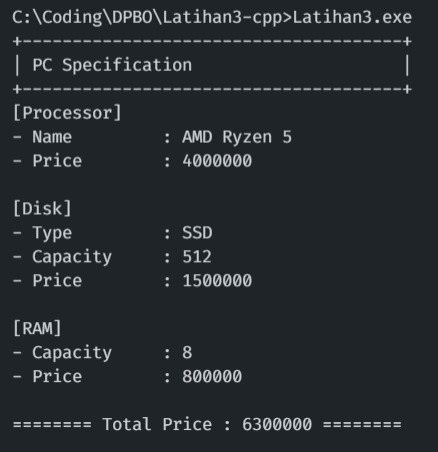 C:\Coding\DPBO\Latihan3-cpp>Latihan3.exe
+--------------------------------------+
| PC Specification                     |
+--------------------------------------+
[Processor]
- Name         : AMD Ryzen 5
- Price        : 4000000

[Disk]
- Type         : SSD
- Capacity     : 512
- Price        : 1500000

[RAM]
- Capacity     : 8
- Price        : 800000

======== Total Price : 6300000 ========